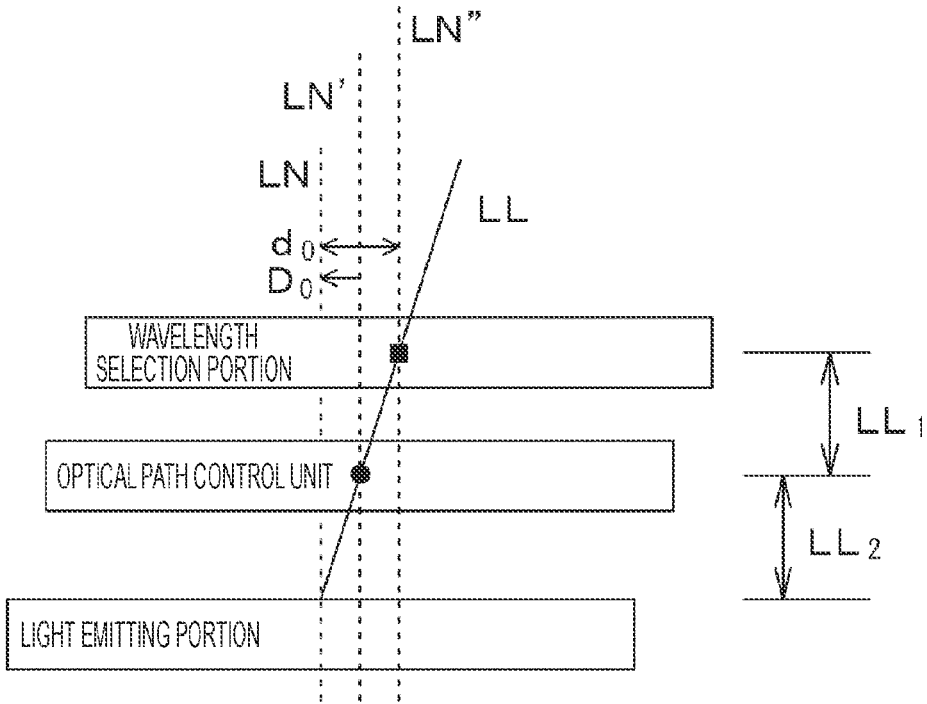 LN”
LN’
LN
LL
d0
D0
WAVELENGTH
SELECTION PORTION
LL1
OPTICAL PATH CONTROL UNIT
LL2
LIGHT EMITTING PORTION